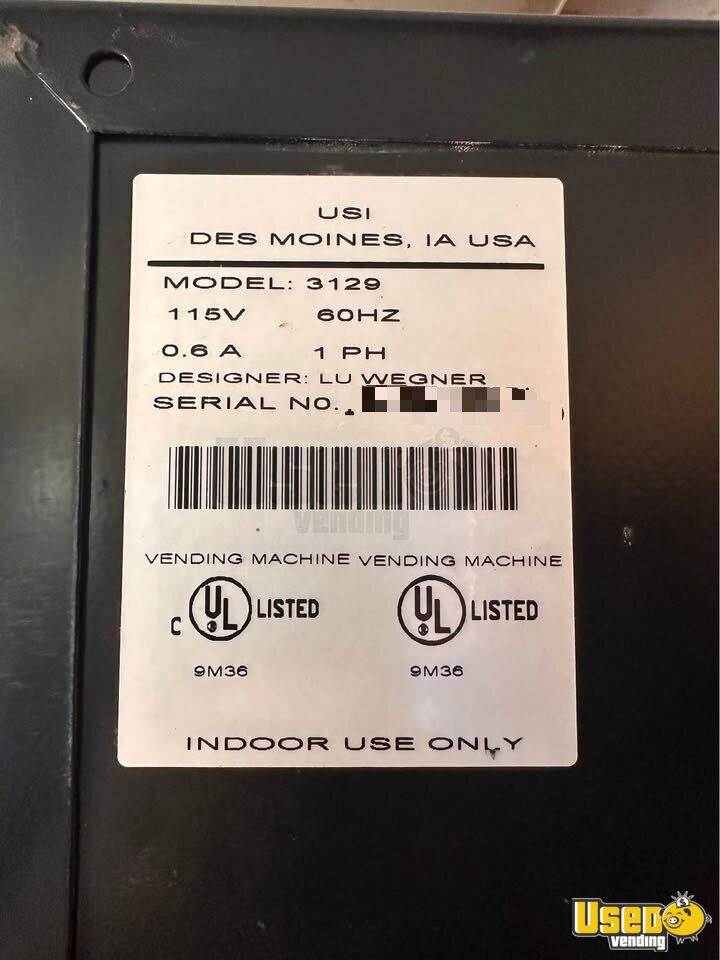 USI
DES MOINES, IA USA
MODEL: 3129
115V 60HZ
0.6 A 1 PH
DESIGNER: LU WEGNER
SERIAL NO.
vending
VENDING MACHINE VENDING MACHINE
C UL LISTED UL LISTED
9M36 9M36
INDOOR USE ONLY
USED
vending